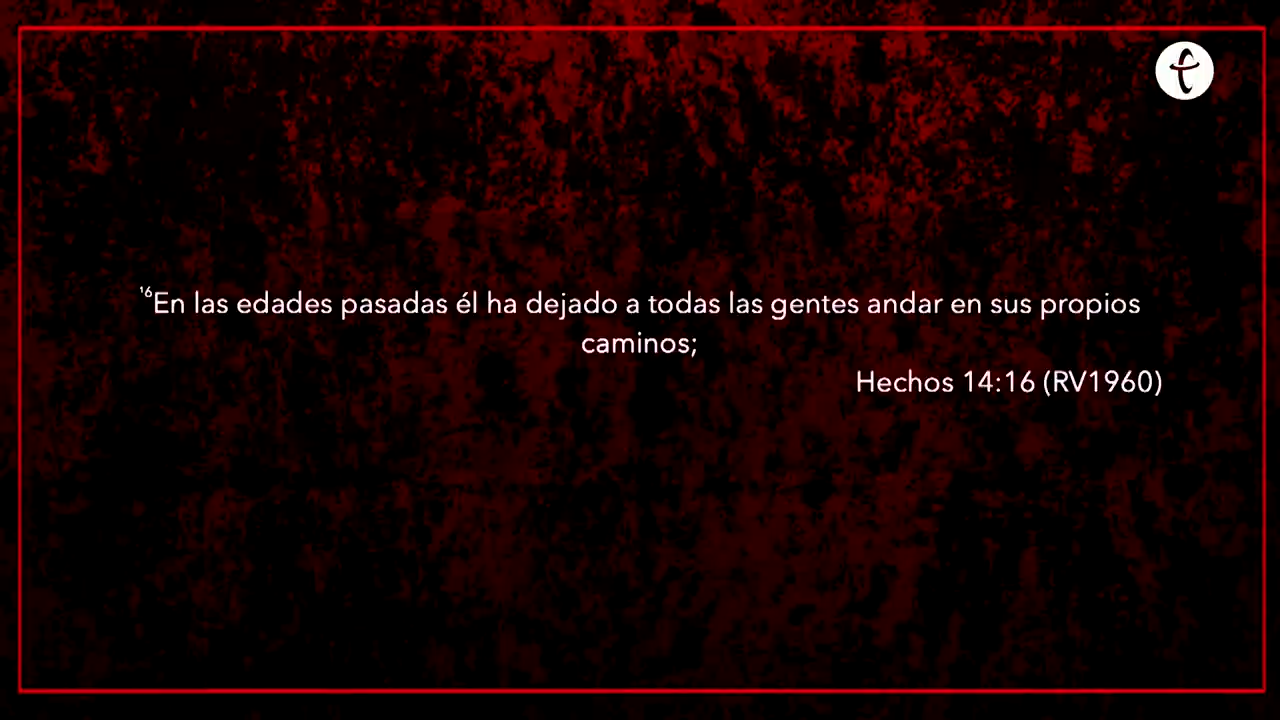 ¹⁶En las edades pasadas él ha dejado a todas las gentes andar en sus propios
caminos;
Hechos 14:16 (RV1960)